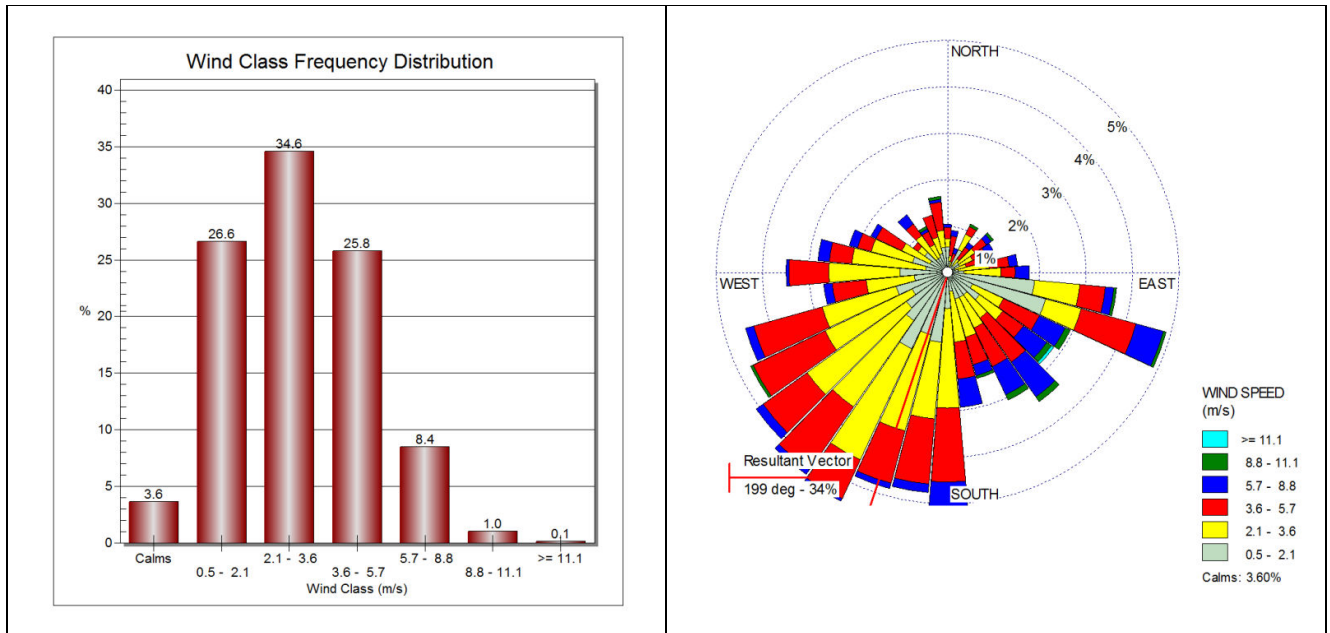 Wind Class Frequency Distribution
40
35
30
25
20
15
10
5
0
%
3.6
26.6
34.6
25.8
8.4
1.0
0.1
Calms
0.5 - 2.1
2.1 - 3.6
3.6 - 5.7
5.7 - 8.8
8.8 - 11.1
>= 11.1
Wind Class (m/s)
NORTH
5%
4%
3%
2%
1%
WEST
EAST
SOUTH
Resultant Vector
199 deg - 34%
WIND SPEED
(m/s)
>= 11.1
8.8 - 11.1
5.7 - 8.8
3.6 - 5.7
2.1 - 3.6
0.5 - 2.1
Calms: 3.60%